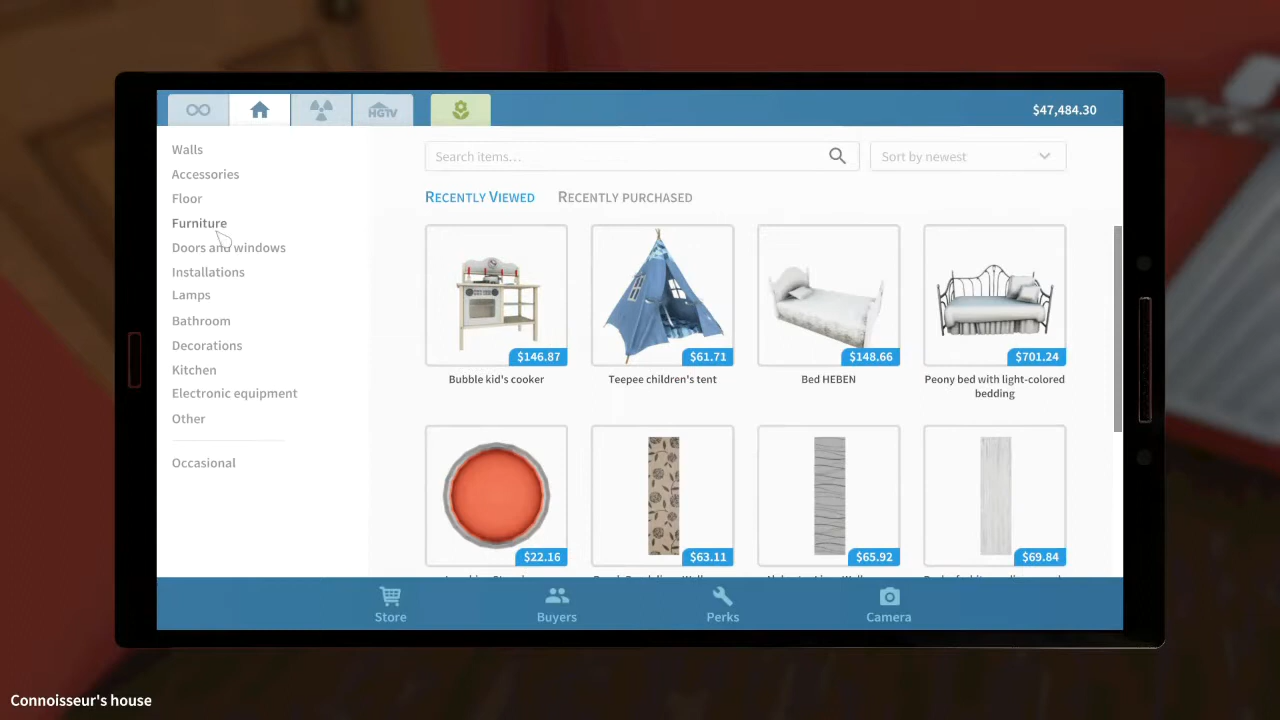 HGTV
$47,484.30
Walls
Accessories
Floor
Furniture
Doors and windows
Installations
Lamps
Bathroom
Decorations
Kitchen
Electronic equipment
Other
Occasional
Search items...
Sort by newest
RECENTLY VIEWED
RECENTLY PURCHASED
$146.87
$61.71
$148.66
$701.24
Bubble kid's cooker
Teepee children's tent
Bed HEBEN
Peony bed with light-colored
bedding
$22.16
$63.11
$65.92
$69.84
Store
Buyers
Perks
Camera
Connoisseur's house